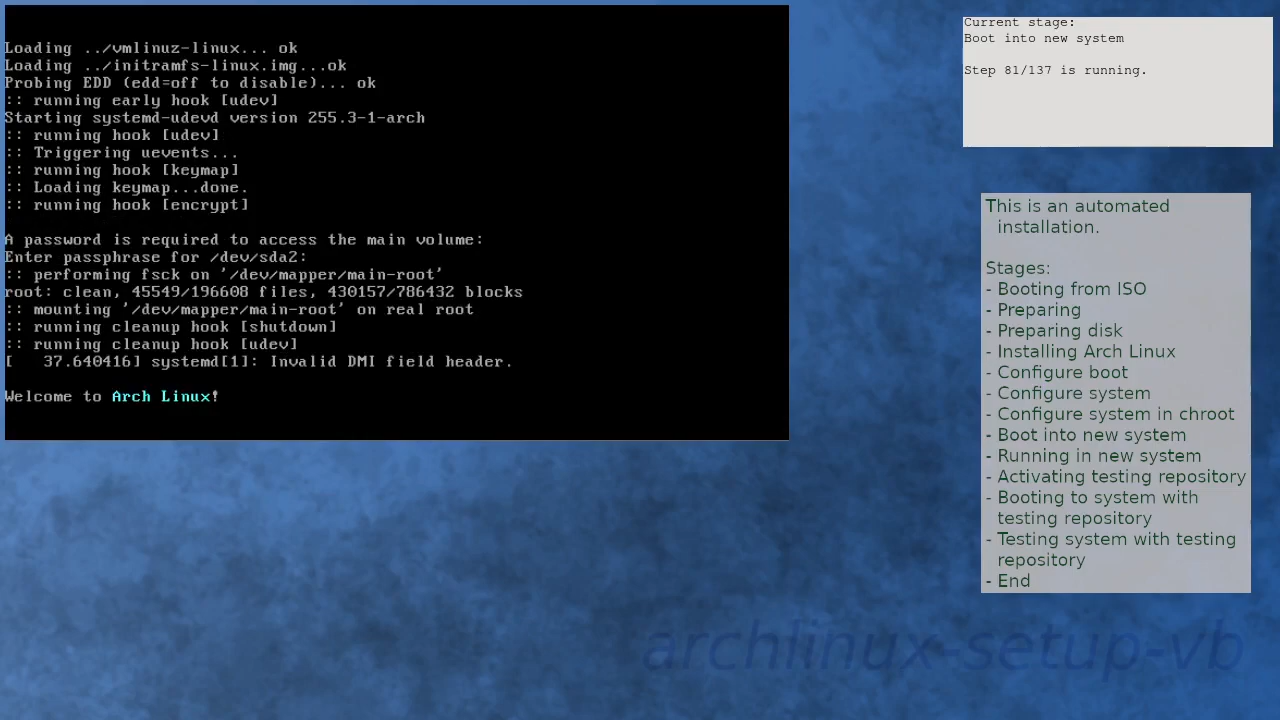 Loading ../vmlinuz-linux... ok
Loading ../initramfs-linux.img...ok
Probing EDD (edd=off to disable)... ok
:: running early hook [udev]
Starting systemd-udevd version 255.3-1-arch
:: running hook [udev]
:: Triggering uevents...
:: running hook [keymap]
:: Loading keymap...done.
:: running hook [encrypt]
A password is required to access the main volume:
Enter passphrase for /dev/sda2:
:: performing fsck on '/dev/mapper/main-root'
root: clean, 45549/196608 files, 430157/786432 blocks
:: mounting '/dev/mapper/main-root' on real root
:: running cleanup hook [shutdown]
:: running cleanup hook [udev]
[   37.640416] systemd[1]: Invalid DMI field header.
Welcome to Arch Linux!
Current stage:
Boot into new system
Step 81/137 is running.
This is an automated
installation.
Stages:
- Booting from ISO
- Preparing
- Preparing disk
- Installing Arch Linux
- Configure boot
- Configure system
- Configure system in chroot
- Boot into new system
- Running in new system
- Activating testing repository
- Booting to system with
testing repository
- Testing system with testing
repository
- End
archlinux-setup-vb